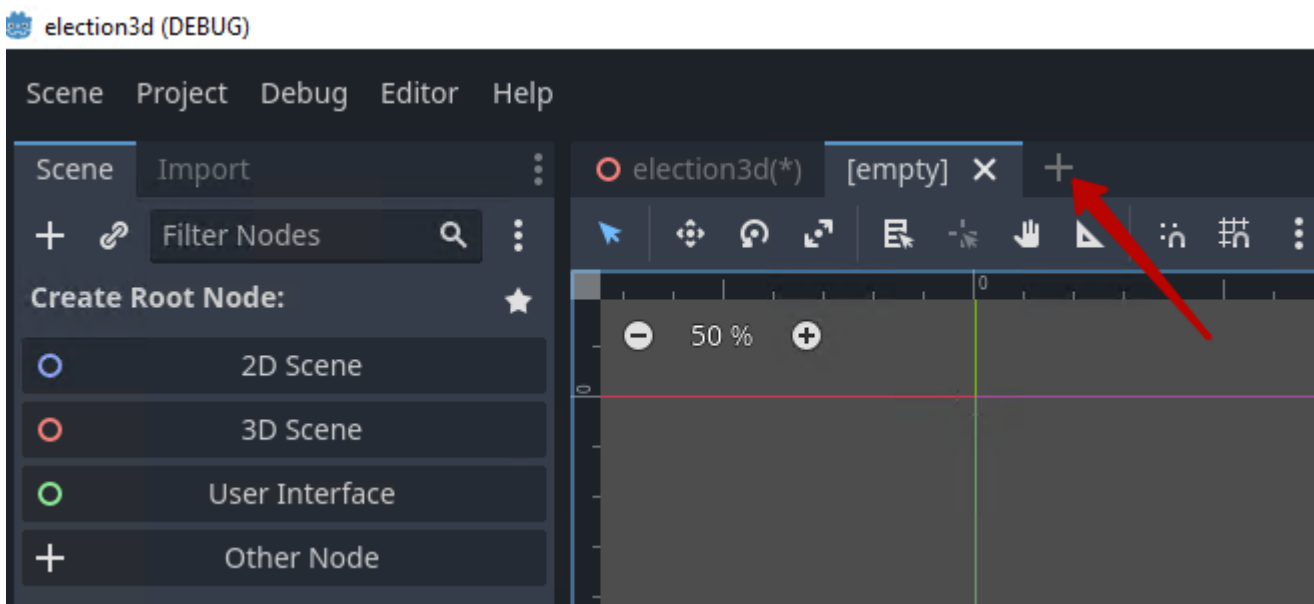 election3d (DEBUG)
Scene Project Debug Editor Help
Scene Import
election3d(*) [empty]
Filter Nodes
Create Root Node:
0
50 %
2D Scene
0
3D Scene
User Interface
Other Node